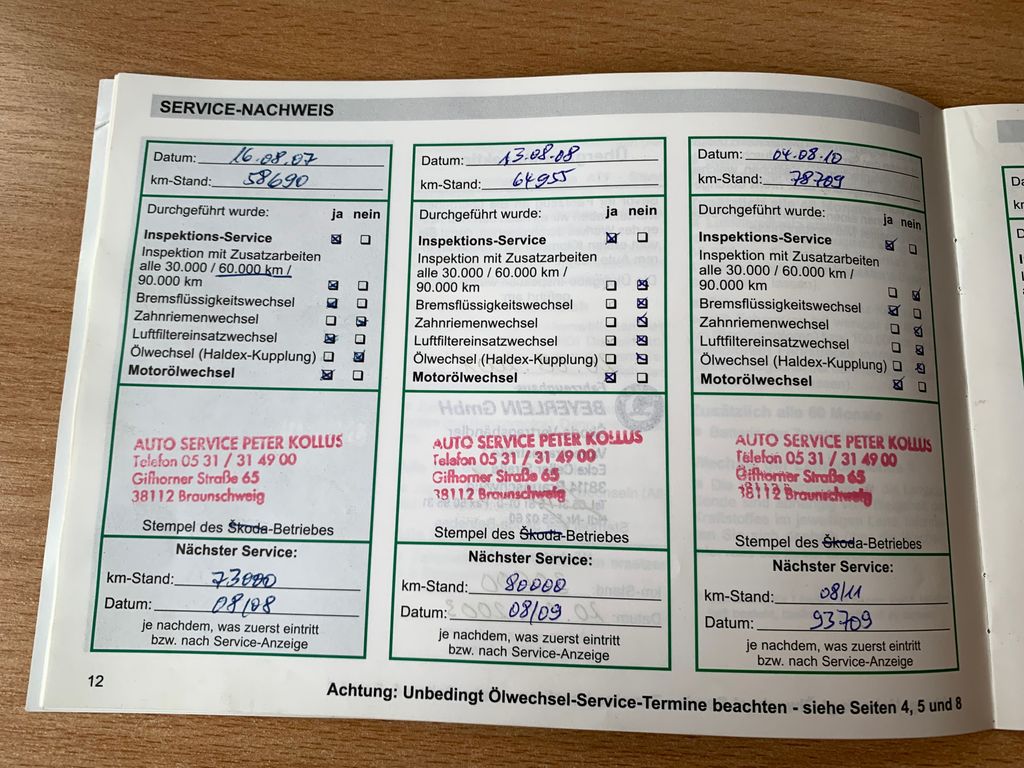 SERVICE-NACHWEIS
Datum: 16.08.07
km-Stand: 58690
Durchgeführt wurde: ja nein
Inspektions-Service
Inspektion mit Zusatzarbeiten
alle 30.000 / 60.000 km /
90.000 km
Bremsflüssigkeitswechsel
Zahnriemenwechsel
Luftfiltereinsatzwechsel
Ölwechsel (Haldex-Kupplung)
Motorölwechsel
AUTO SERVICE PETER KOLLUS
Telefon 05 31 / 31 49 00
Gifhorner Straße 65
38112 Braunschweig
Stempel des Škoda-Betriebes
Nächster Service:
km-Stand: 73000
Datum: 08/08
je nachdem, was zuerst eintritt
bzw. nach Service-Anzeige
Datum: 13.08.08
km-Stand: 64955
Durchgeführt wurde: ja nein
Inspektions-Service
Inspektion mit Zusatzarbeiten
alle 30.000 / 60.000 km /
90.000 km
Bremsflüssigkeitswechsel
Zahnriemenwechsel
Luftfiltereinsatzwechsel
Ölwechsel (Haldex-Kupplung)
Motorölwechsel
AUTO SERVICE PETER KOLLUS
Telefon 05 31 / 31 49 00
Gifhorner Straße 65
38112 Braunschweig
Stempel des Škoda-Betriebes
Nächster Service:
km-Stand: 80000
Datum: 08/09
je nachdem, was zuerst eintritt
bzw. nach Service-Anzeige
Datum: 04.08.10
km-Stand: 78709
Durchgeführt wurde: ja nein
Inspektions-Service
Inspektion mit Zusatzarbeiten
alle 30.000 / 60.000 km /
90.000 km
Bremsflüssigkeitswechsel
Zahnriemenwechsel
Luftfiltereinsatzwechsel
Ölwechsel (Haldex-Kupplung)
Motorölwechsel
AUTO SERVICE PETER KOLLUS
Telefon 05 31 / 31 49 00
Gifhorner Straße 65
38112 Braunschweig
Stempel des Škoda-Betriebes
Nächster Service:
km-Stand: 08/11
Datum: 93709
je nachdem, was zuerst eintritt
bzw. nach Service-Anzeige
12
Achtung: Unbedingt Ölwechsel-Service-Termine beachten - siehe Seiten 4, 5 und 8